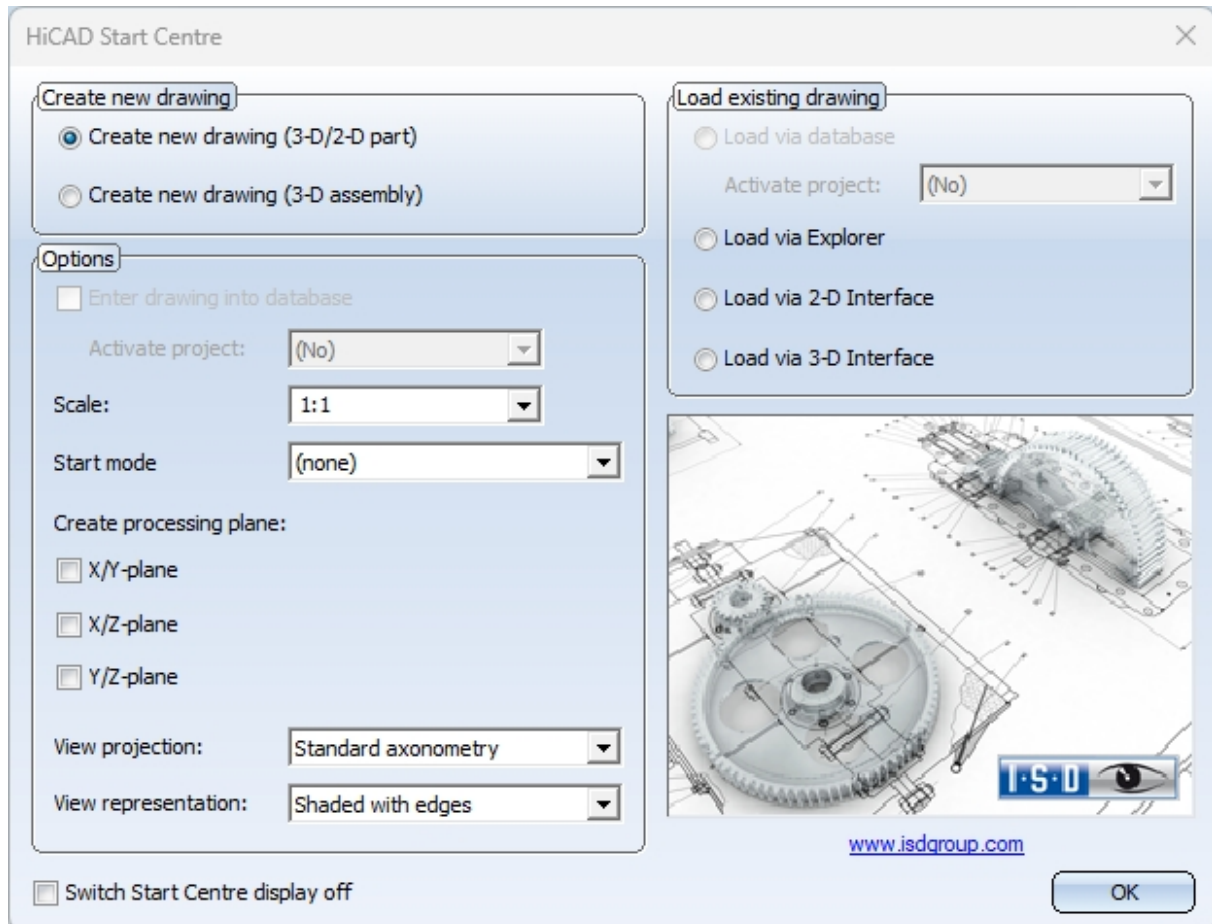 HiCAD Start Centre
Create new drawing
Create new drawing (3-D/2-D part)
Create new drawing (3-D assembly)
Options
Enter drawing into database
Activate project: (No)
Scale: 1:1
Start mode (none)
Create processing plane:
X/Y-plane
X/Z-plane
Y/Z-plane
View projection: Standard axonometry
View representation: Shaded with edges
Switch Start Centre display off
Load existing drawing
Load via database
Activate project: (No)
Load via Explorer
Load via 2-D Interface
Load via 3-D Interface
I·S·D
www.isdgroup.com
OK